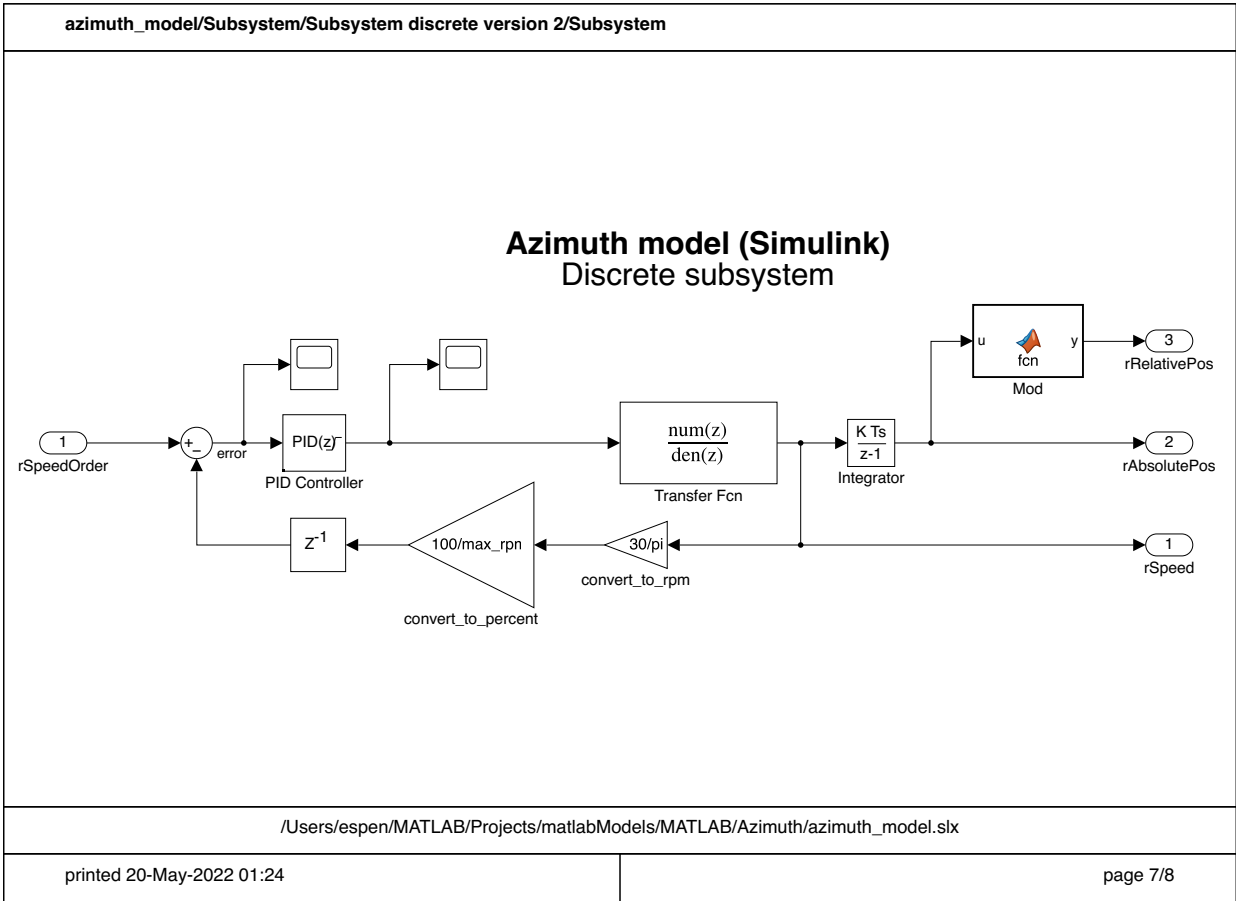 azimuth_model/Subsystem/Subsystem discrete version 2/Subsystem
Azimuth model (Simulink)
Discrete subsystem
u
fcn
y
Mod
3
rRelativePos
1
rSpeedOrder
+
−
error
PID(z)
PID Controller
num(z)
den(z)
Transfer Fcn
K Ts
z-1
Integrator
2
rAbsolutePos
Z-1
100/max_rpn
convert_to_percent
30/pi
convert_to_rpm
1
rSpeed
/Users/espen/MATLAB/Projects/matlabModels/MATLAB/Azimuth/azimuth_model.slx
printed 20-May-2022 01:24
page 7/8